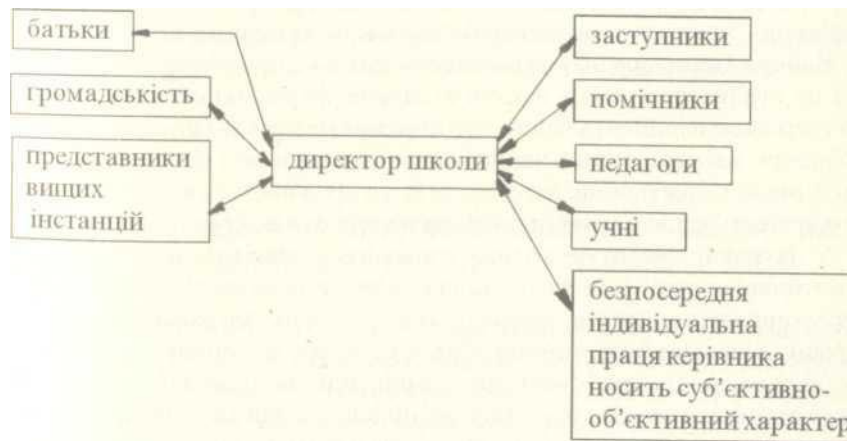 батьки
громадськість
представники
вищих
інстанцій
директор школи
заступники
помічники
педагоги
учні
безпосередня
індивідуальна
праця керівника
носить суб’єктивно-
об’єктивний характер